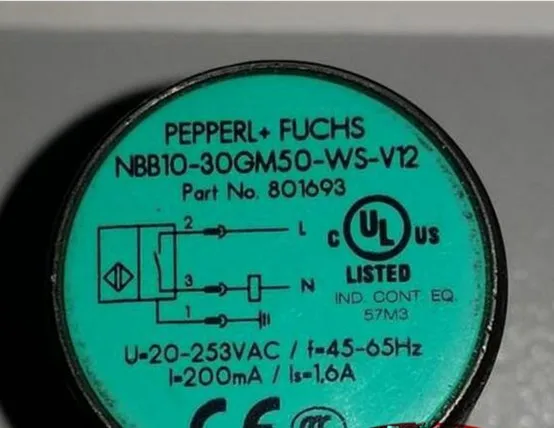 PEPPERL+ FUCHS
NBB10-30GM50-WS-V12
Part No. 801693
2 L
3 N
1
C UL US
LISTED
IND. CONT. EQ.
57M3
U=20-253VAC / f=45-65Hz
I=200mA / Is=1,6A
CE